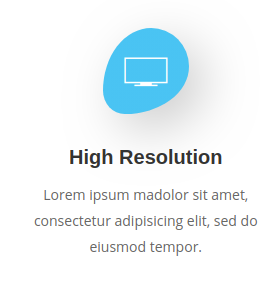 High Resolution
Lorem ipsum madolor sit amet,
consectetur adipisicing elit, sed do
eiusmod tempor.